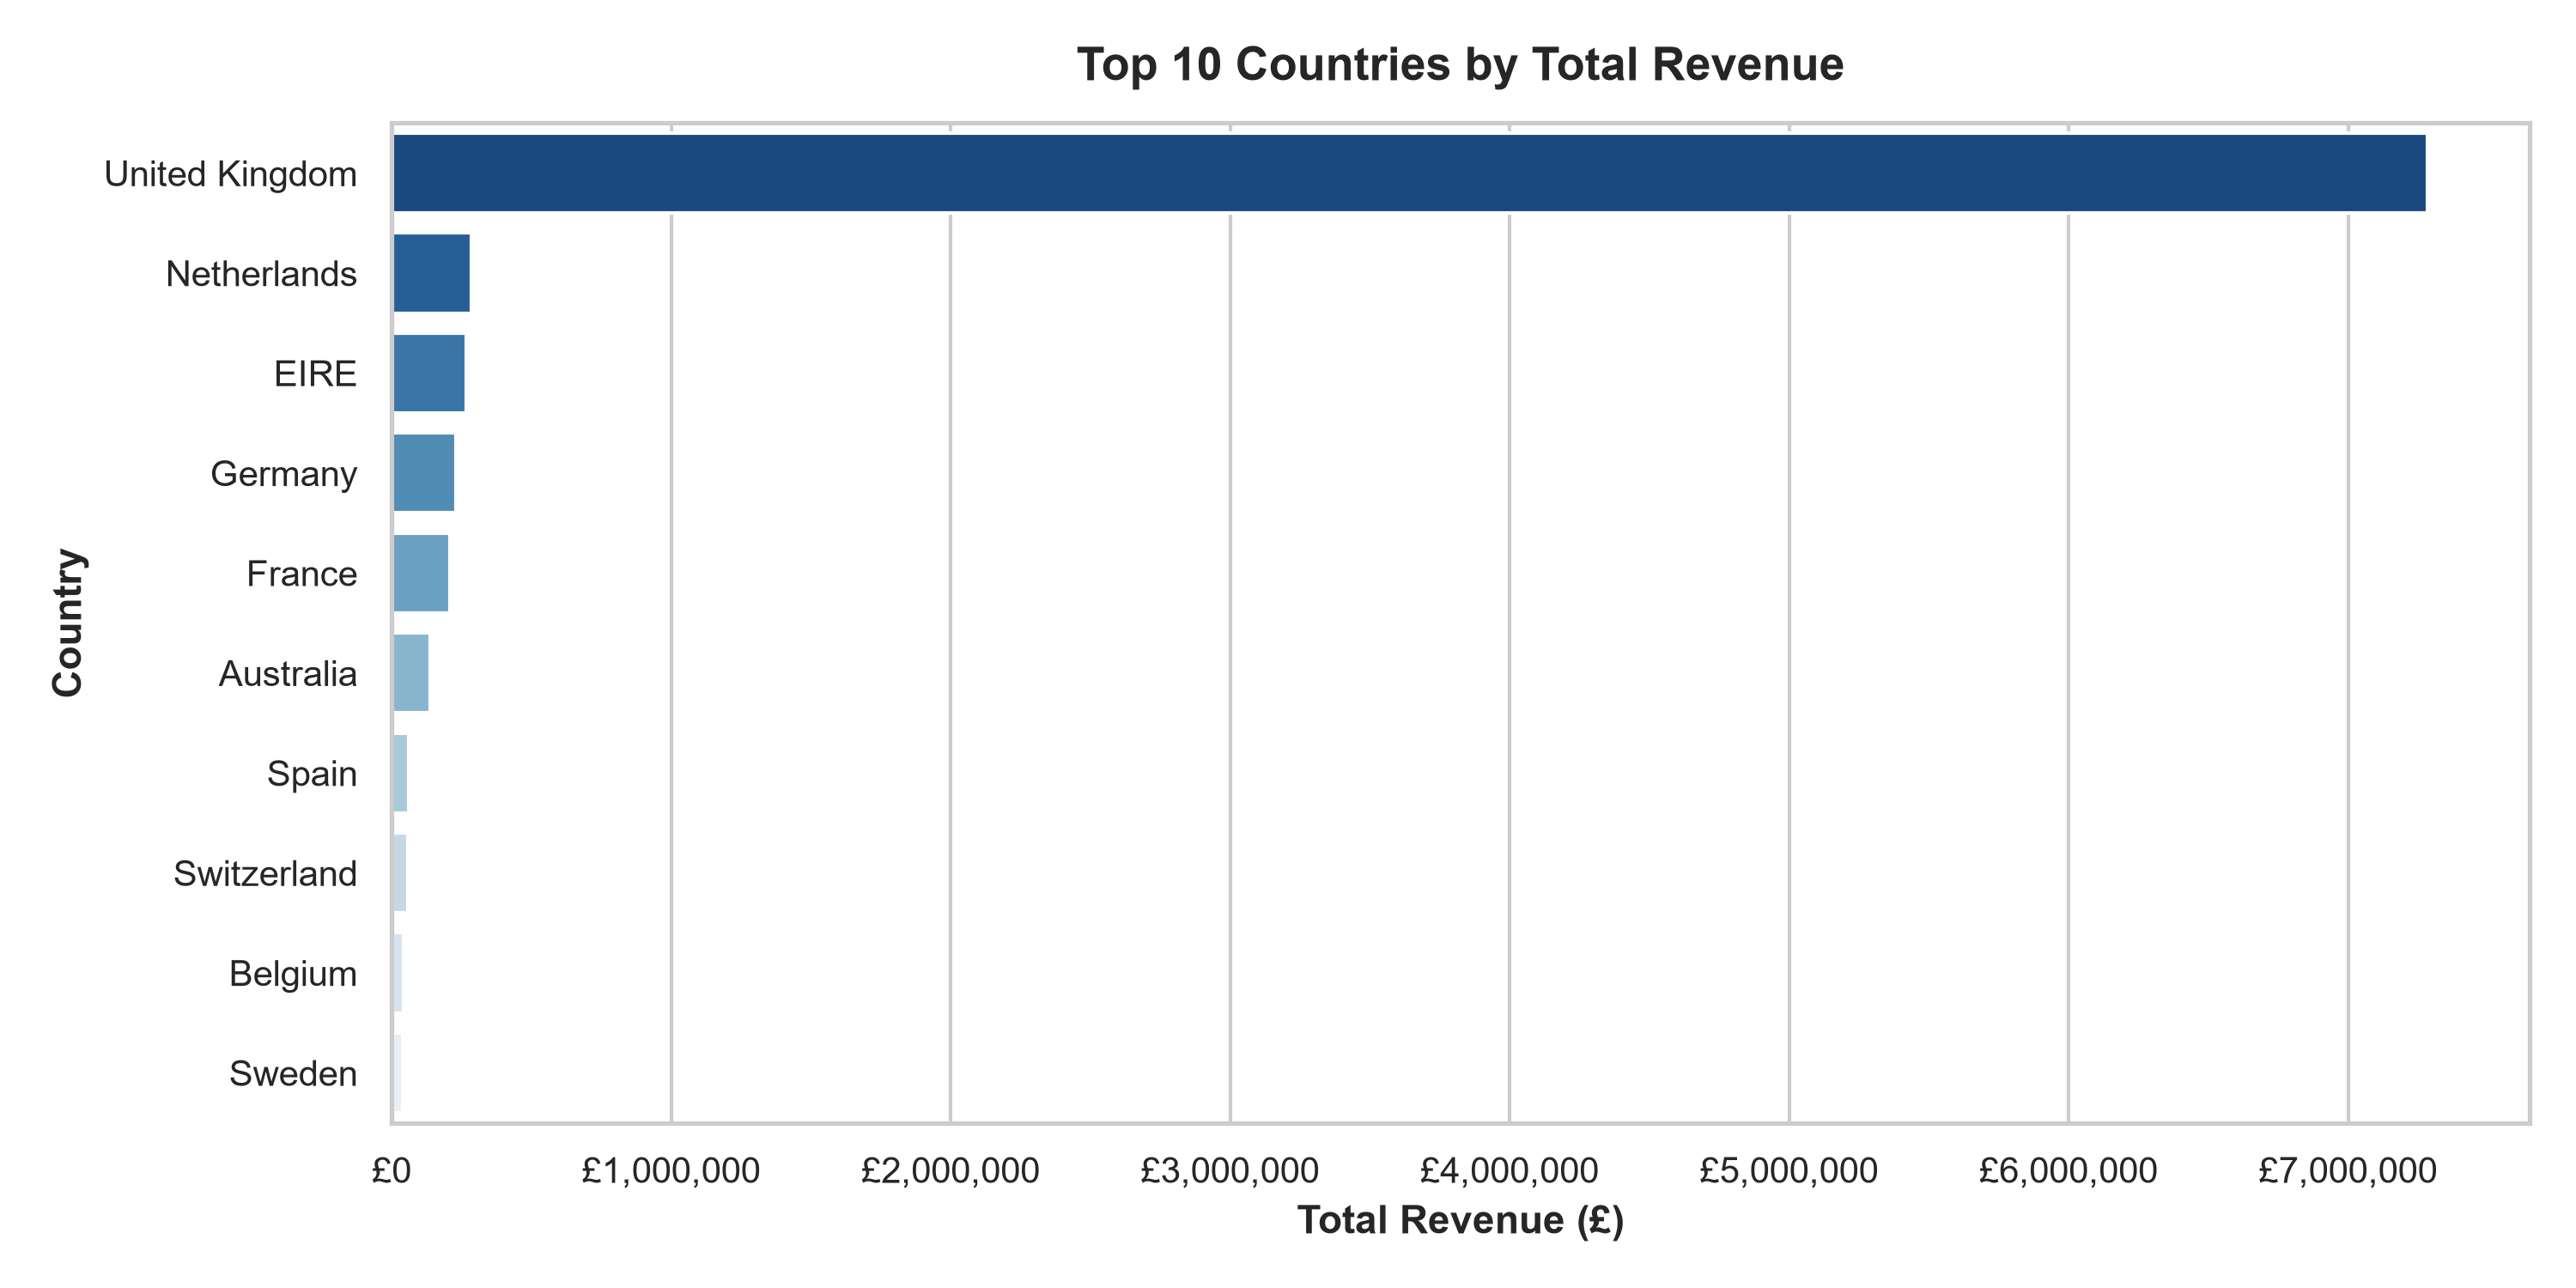 Top 10 Countries by Total Revenue
Country
United Kingdom
Netherlands
EIRE
Germany
France
Australia
Spain
Switzerland
Belgium
Sweden
£0 £1,000,000 £2,000,000 £3,000,000 £4,000,000 £5,000,000 £6,000,000 £7,000,000
Total Revenue (£)